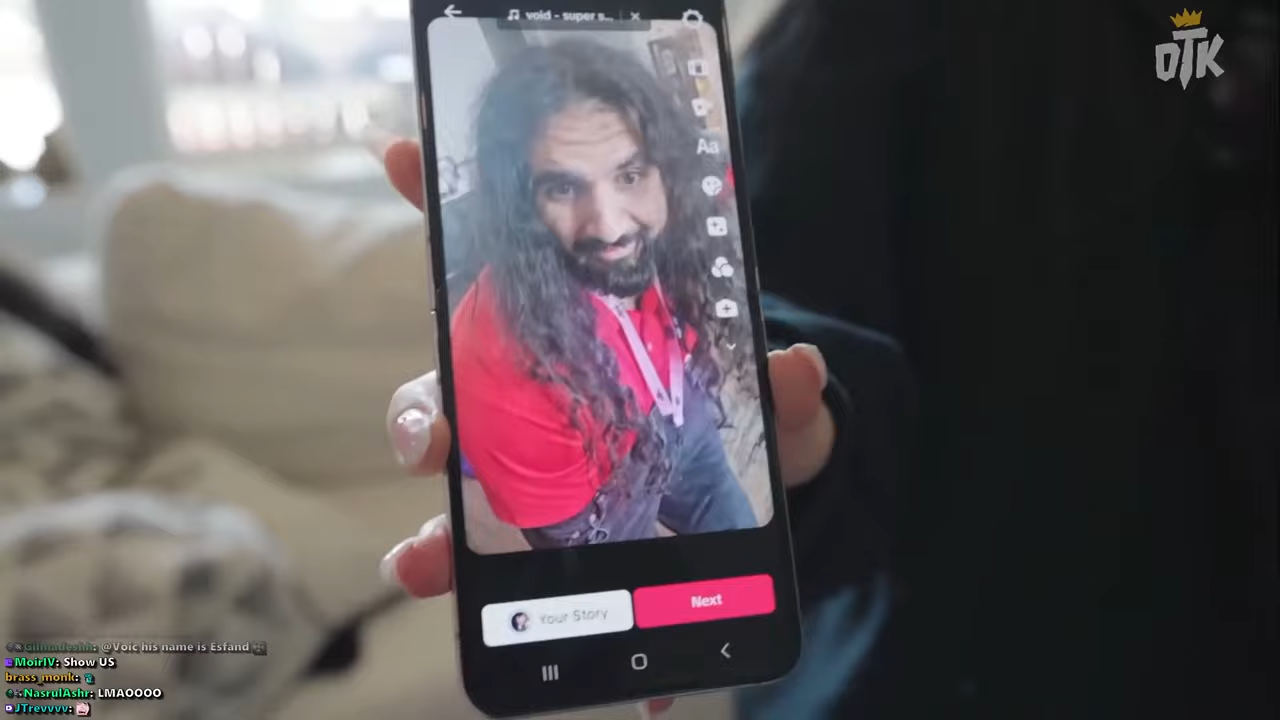 void - super s...
OTK
Aa
Your Story
Next
@Voic his name is Esfand
MoirIV: Show US
brass_monk:
NasrulAshr: LMAOOOO
JTrevvvv: